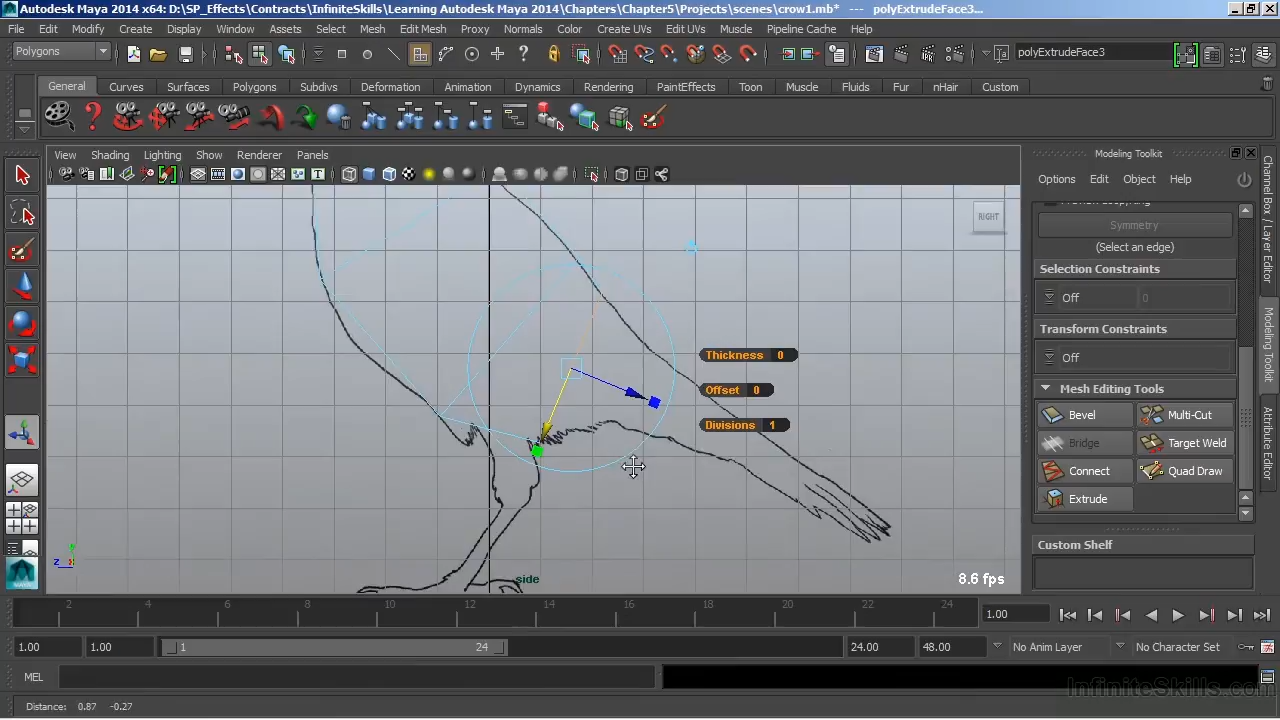 Autodesk Maya 2014 x64: D:\SP_Effects\Contracts\InfiniteSkills\Learning Autodesk Maya 2014\Chapters\Chapter5\Projects\scenes\crow1.mb* --- polyExtrudeFace3...
File Edit Modify Create Display Window Assets Select Mesh Edit Mesh Proxy Normals Color Create UVs Edit UVs Muscle Pipeline Cache Help
Polygons polyExtrudeFace3
General Curves Surfaces Polygons Subdivs Deformation Animation Dynamics Rendering PaintEffects Toon Muscle Fluids Fur nHair Custom
View Shading Lighting Show Renderer Panels
Modeling Toolkit
Options Edit Object Help
Symmetry
(Select an edge)
Selection Constraints
Off 0
Transform Constraints
Off
Mesh Editing Tools
Bevel Multi-Cut
Bridge Target Weld
Connect Quad Draw
Extrude
Custom Shelf
Channel Box / Layer Editor
Modeling Toolkit
Attribute Editor
RIGHT
Thickness 0
Offset 0
Divisions 1
y
z
side
8.6 fps
2 4 6 8 10 12 14 16 18 20 22 24
1.00
1.00 1.00 1 24 24.00 48.00 No Anim Layer No Character Set
MEL
InfiniteSkills.com
Distance: 0.87 -0.27